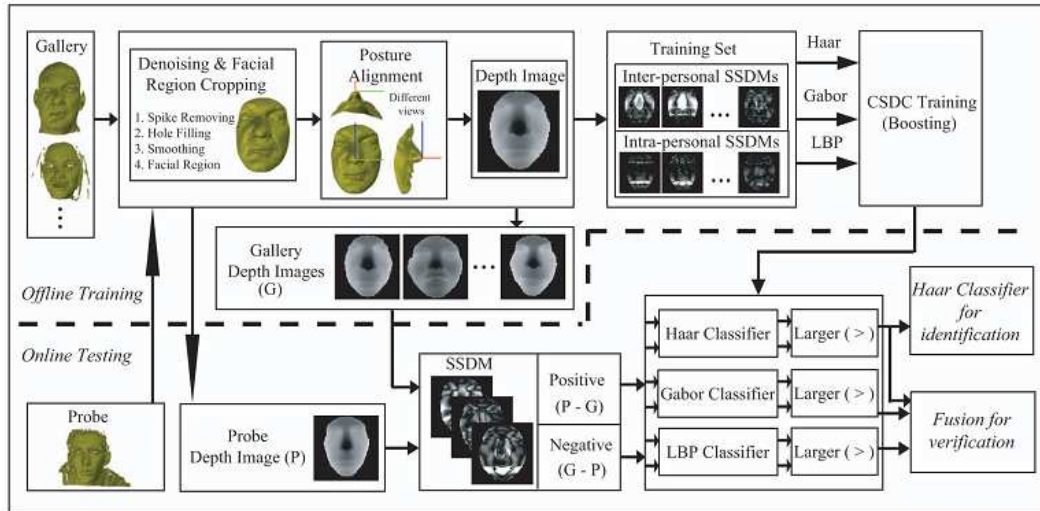 Gallery
Denoising & Facial
Region Cropping
1. Spike Removing
2. Hole Filling
3. Smoothing
4. Facial Region
Posture
Alignment
Different
views
Depth Image
Training Set
Inter-personal SSDMs
...
Intra-personal SSDMs
...
Haar
Gabor
LBP
CSDC Training
(Boosting)
Gallery
Depth Images
(G)
...
Offline Training
Online Testing
Probe
Probe
Depth Image (P)
SSDM
Positive
(P - G)
Negative
(G - P)
Haar Classifier
Larger ( > )
Gabor Classifier
Larger ( > )
LBP Classifier
Larger ( > )
Haar Classifier
for
identification
Fusion for
verification